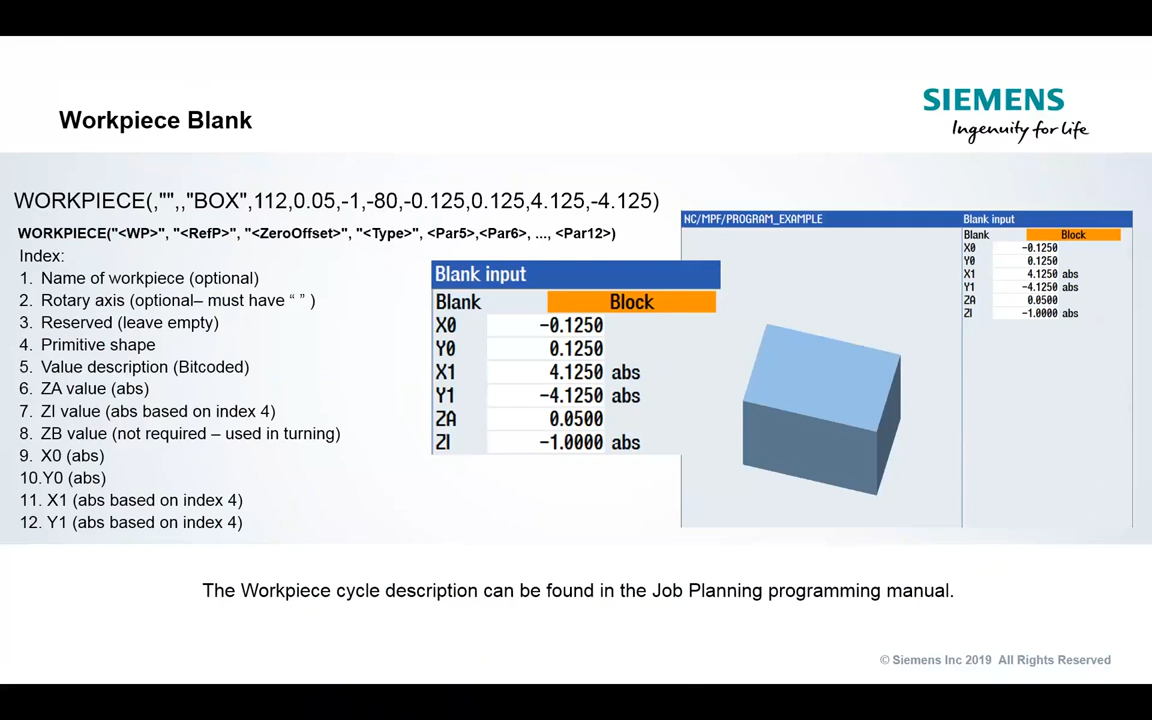 SIEMENS
Ingenuity for life
Workpiece Blank
WORKPIECE(,"",,"BOX",112,0.05,-1,-80,-0.125,0.125,4.125,-4.125)
WORKPIECE("<WP>", "<RefP>", "<ZeroOffset>", "<Type>", <Par5>,<Par6>, ..., <Par12>)
Index:
1. Name of workpiece (optional)
2. Rotary axis (optional– must have “ ” )
3. Reserved (leave empty)
4. Primitive shape
5. Value description (Bitcoded)
6. ZA value (abs)
7. ZI value (abs based on index 4)
8. ZB value (not required – used in turning)
9. X0 (abs)
10.Y0 (abs)
11. X1 (abs based on index 4)
12. Y1 (abs based on index 4)
Blank input
Blank Block
X0 -0.1250
Y0 0.1250
X1 4.1250 abs
Y1 -4.1250 abs
ZA 0.0500
ZI -1.0000 abs
NC/MPF/PROGRAM_EXAMPLE
Blank input
Blank Block
X0 -0.1250
Y0 0.1250
X1 4.1250 abs
Y1 -4.1250 abs
ZA 0.0500
ZI -1.0000 abs
The Workpiece cycle description can be found in the Job Planning programming manual.
© Siemens Inc 2019 All Rights Reserved